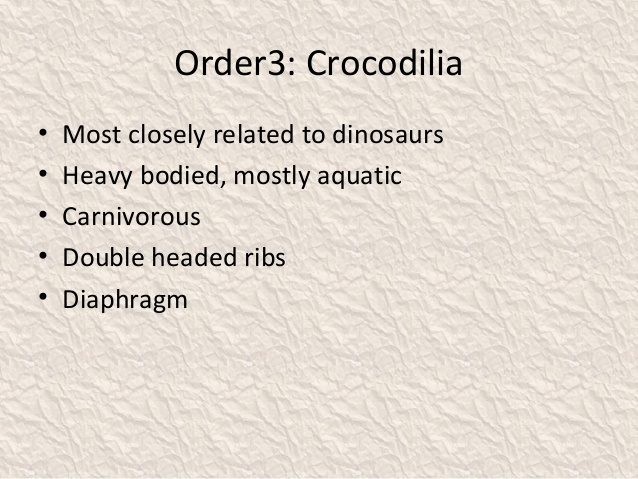 Order3: Crocodilia
• Most closely related to dinosaurs
• Heavy bodied, mostly aquatic
• Carnivorous
• Double headed ribs
• Diaphragm